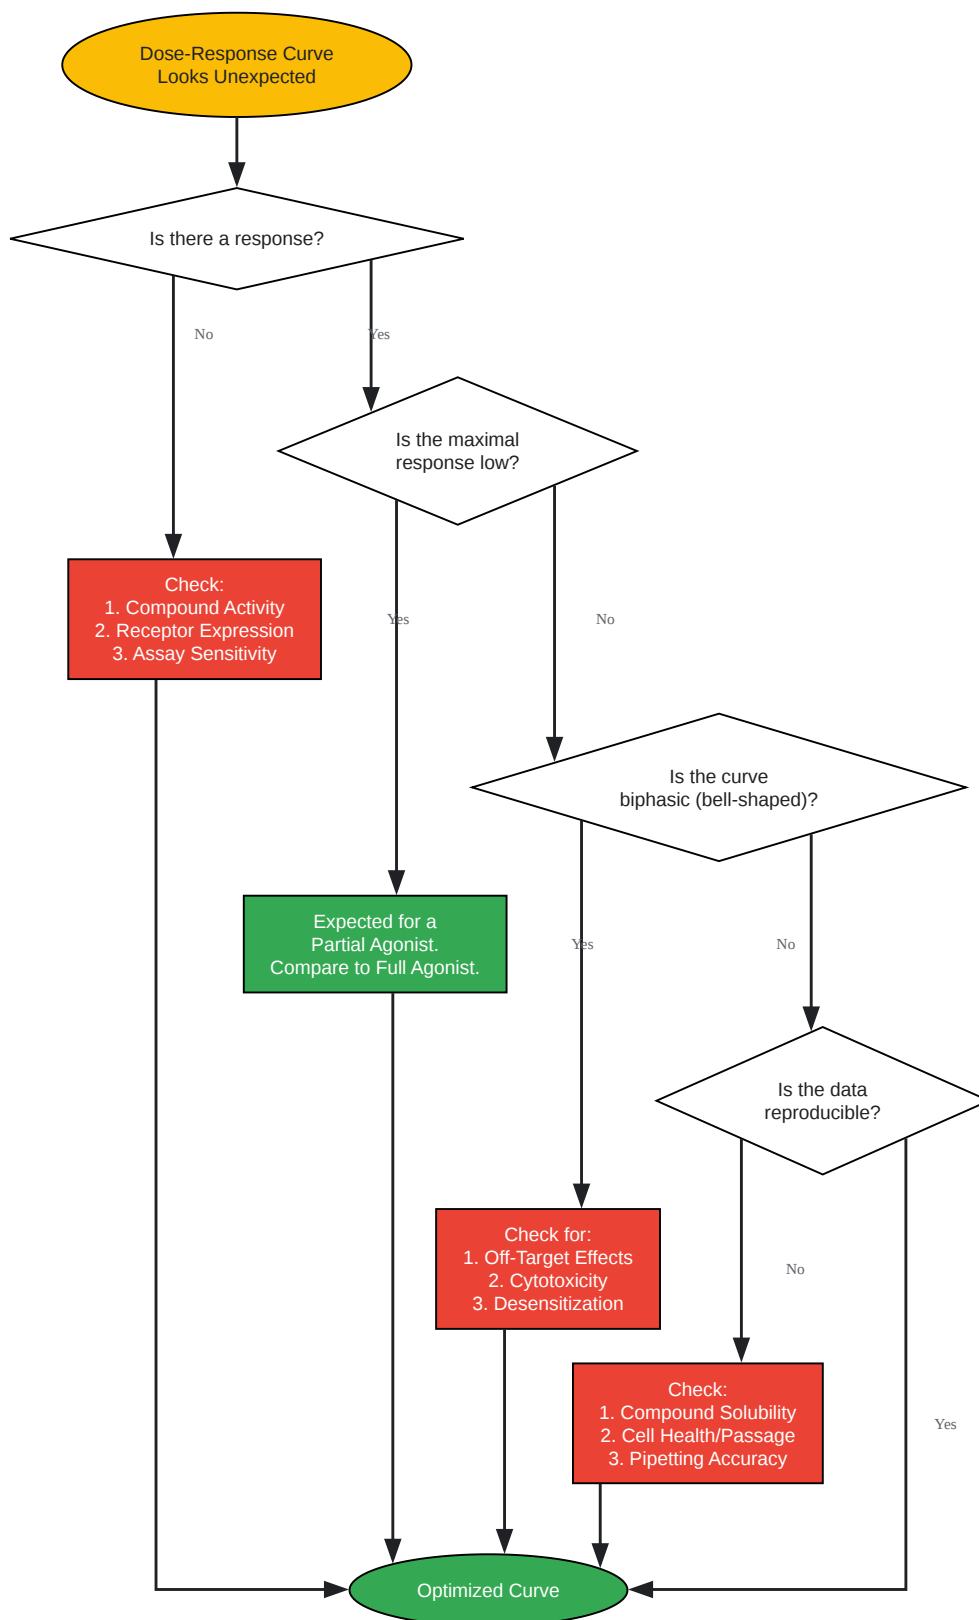 Dose-Response Curve
Looks Unexpected
Is there a response?
No
Yes
Is the maximal
response low?
Check:
1. Compound Activity
2. Receptor Expression
3. Assay Sensitivity
Yes
No
Is the curve
biphasic (bell-shaped)?
Expected for a
Partial Agonist.
Compare to Full Agonist.
Yes
No
Is the data
reproducible?
Check for:
1. Off-Target Effects
2. Cytotoxicity
3. Desensitization
No
Check:
1. Compound Solubility
2. Cell Health/Passage
3. Pipetting Accuracy
Yes
Optimized Curve